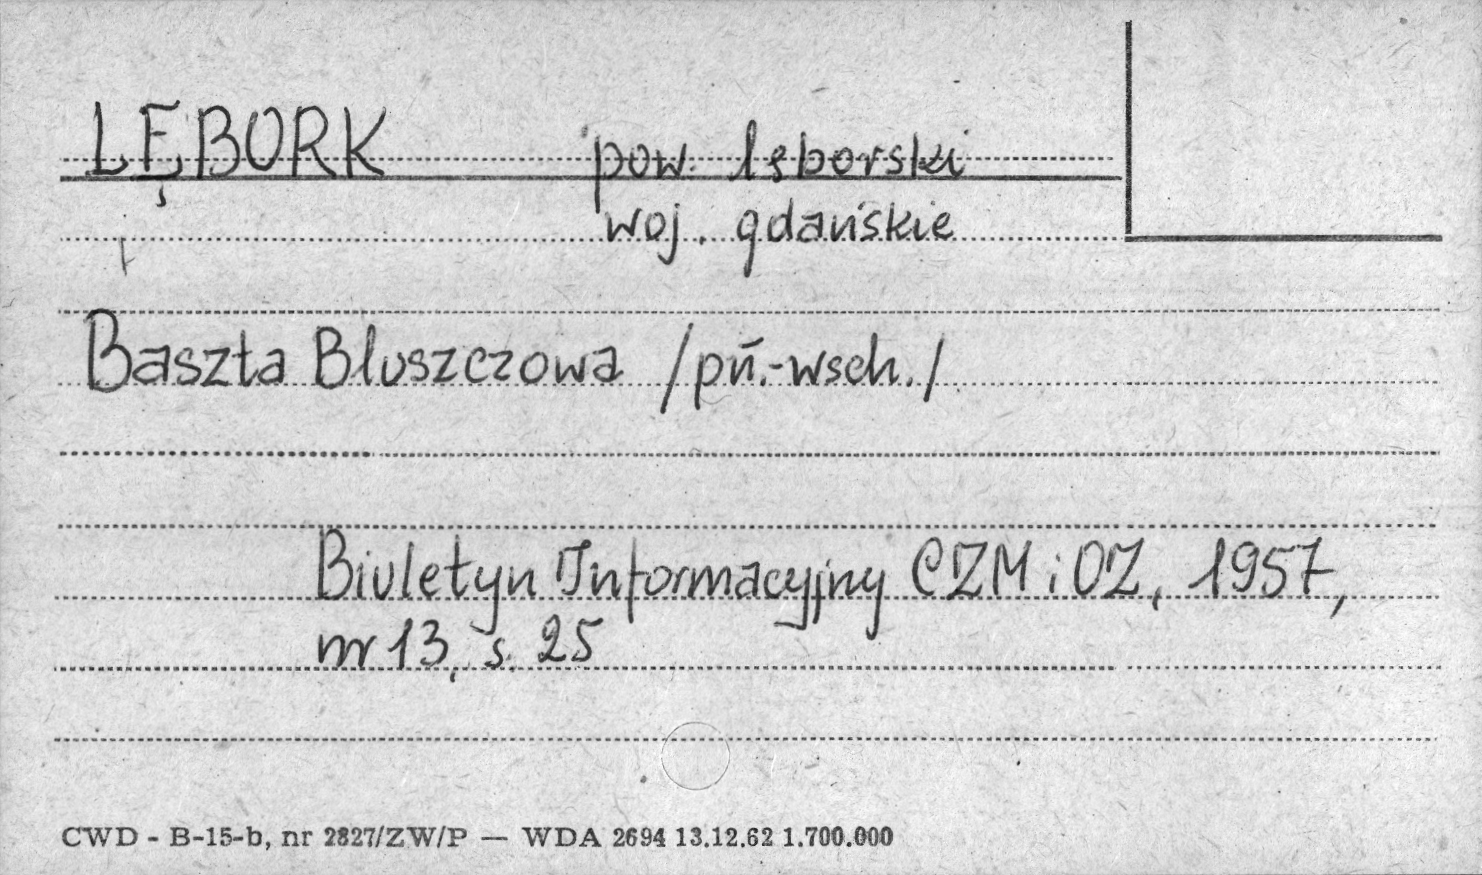 LĘBORK pow. lęborski
woj. gdańskie
Baszta Bluszczowa /pń.-wsch./
Biuletyn Informacyjny CZM i OZ, 1957,
nr 13, s. 25
CWD - B-15-b, nr 2827/ZW/P — WDA 2694 13.12.62 1.700.000